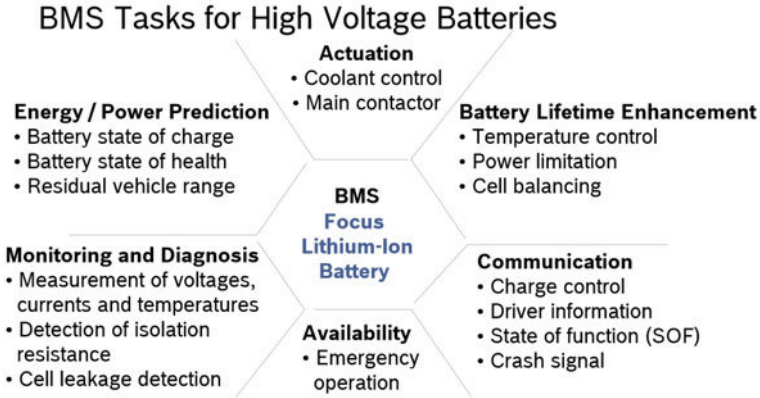 BMS Tasks for High Voltage Batteries
Actuation
• Coolant control
• Main contactor
Energy / Power Prediction
• Battery state of charge
• Battery state of health
• Residual vehicle range
Battery Lifetime Enhancement
• Temperature control
• Power limitation
• Cell balancing
BMS
Focus
Lithium-Ion
Battery
Monitoring and Diagnosis
• Measurement of voltages,
currents and temperatures
• Detection of isolation
resistance
• Cell leakage detection
Communication
• Charge control
• Driver information
• State of function (SOF)
• Crash signal
Availability
• Emergency
operation